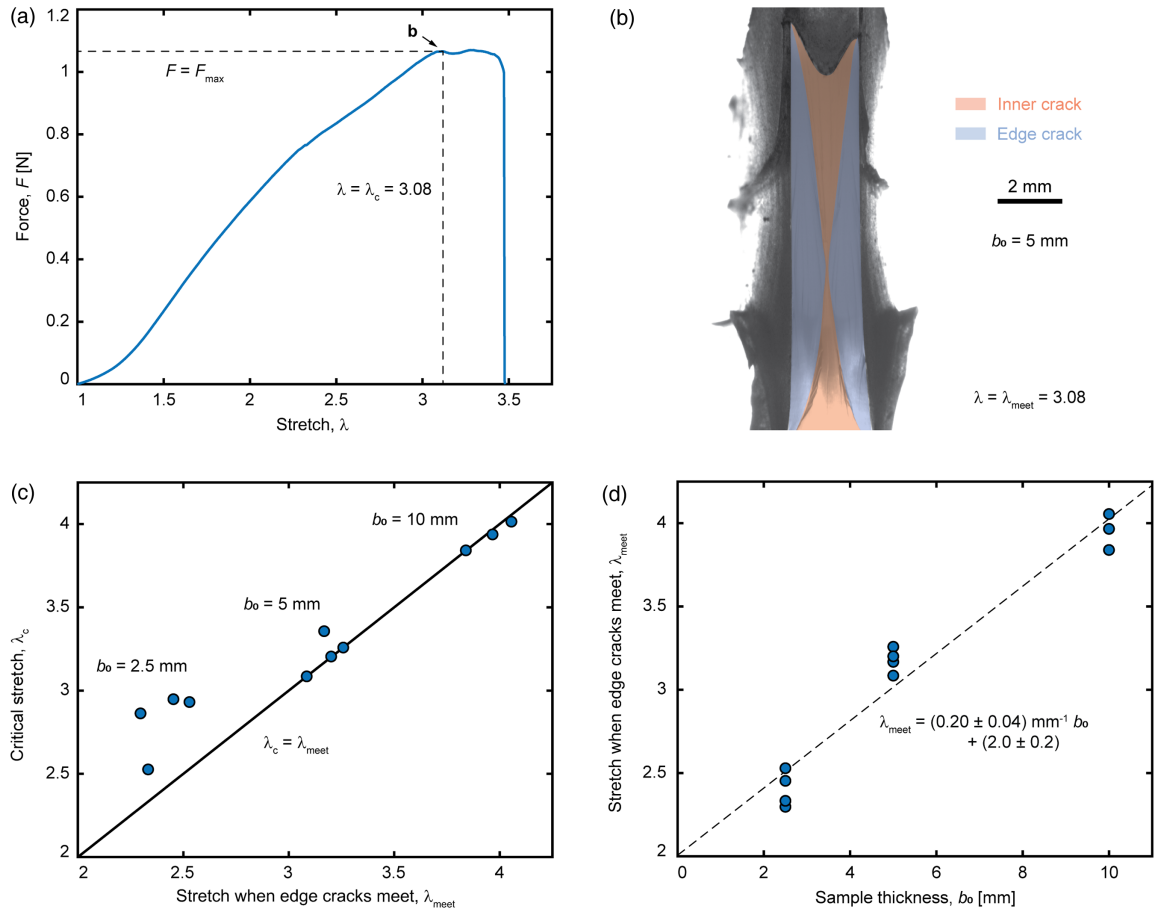 (a)
1.2
1
0.8
0.6
0.4
0.2
0
Force, F [N]
b
F = Fmax
λ = λc = 3.08
1
1.5
2
2.5
3
3.5
Stretch, λ
(b)
Inner crack
Edge crack
2 mm
b₀ = 5 mm
λ = λmeet = 3.08
(c)
4
3.5
3
2.5
2
Critical stretch, λc
b₀ = 10 mm
b₀ = 5 mm
b₀ = 2.5 mm
λc = λmeet
2
2.5
3
3.5
4
Stretch when edge cracks meet, λmeet
(d)
4
3.5
3
2.5
2
Stretch when edge cracks meet, λmeet
λmeet = (0.20 ± 0.04) mm⁻¹ b₀
+ (2.0 ± 0.2)
0
2
4
6
8
10
Sample thickness, b₀ [mm]